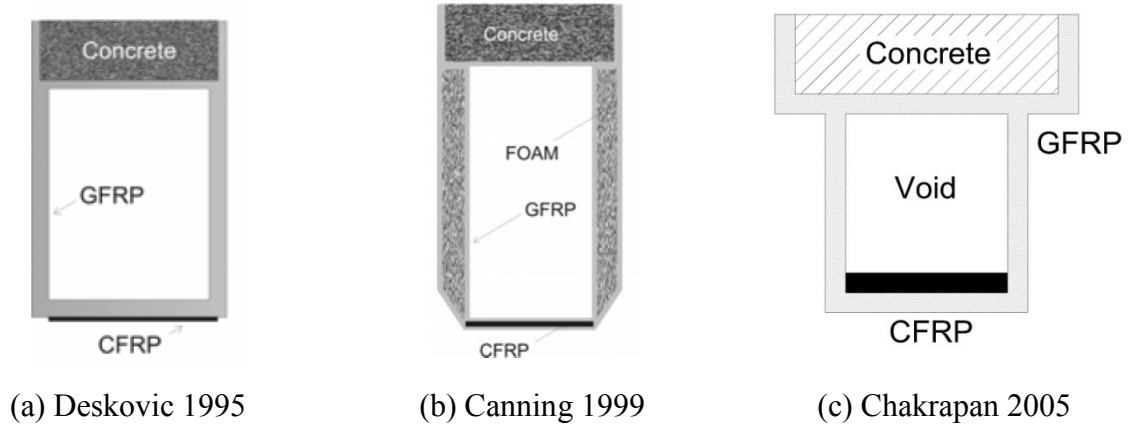 Concrete
GFRP
CFRP
Concrete
FOAM
GFRP
CFRP
Concrete
GFRP
Void
CFRP
(a) Deskovic 1995
(b) Canning 1999
(c) Chakrapan 2005